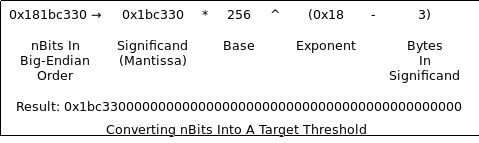 0x181bc330 → 0x1bc330 * 256 ^ (0x18 - 3)
nBits In Significand Base Exponent Bytes
Big-Endian (Mantissa) In
Order Significand
Result: 0x1bc330000000000000000000000000000000000000000000
Converting nBits Into A Target Threshold